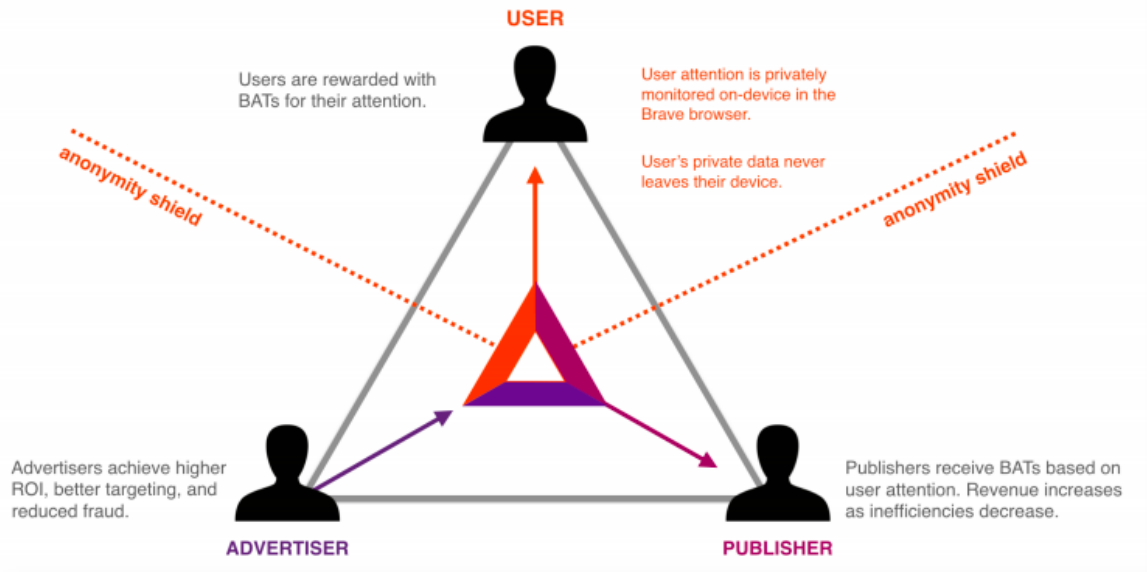 USER
Users are rewarded with
BATs for their attention.
User attention is privately
monitored on-device in the
Brave browser.
User's private data never
leaves their device.
anonymity shield
anonymity shield
Advertisers achieve higher
ROI, better targeting, and
reduced fraud.
ADVERTISER
Publishers receive BATs based on
user attention. Revenue increases
as inefficiencies decrease.
PUBLISHER